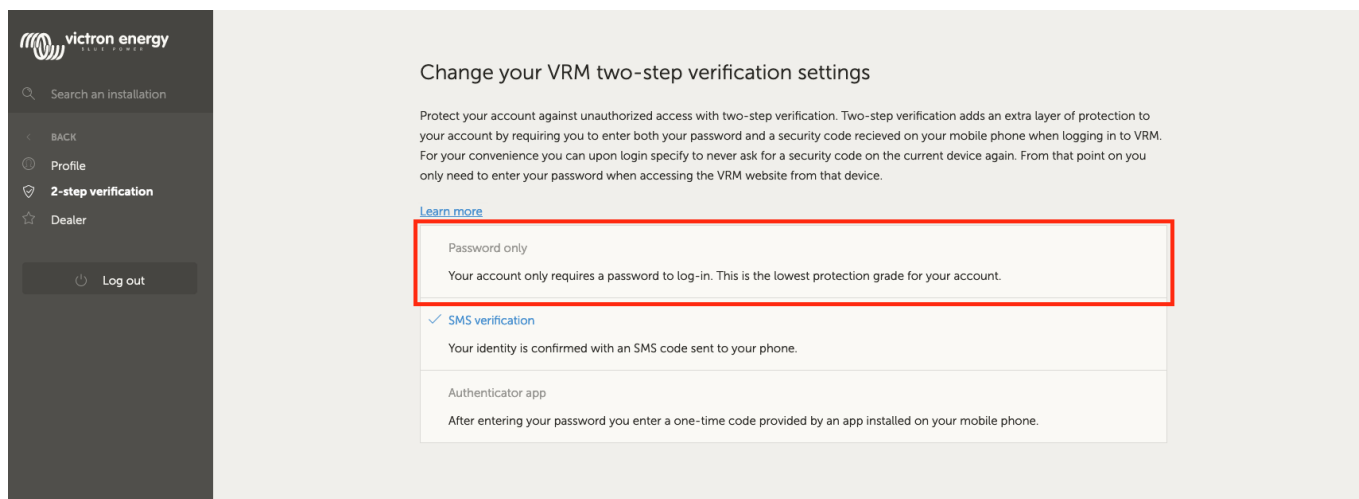 victron energy
BLUE POWER
Search an installation
BACK
Profile
2-step verification
Dealer
Log out
Change your VRM two-step verification settings
Protect your account against unauthorized access with two-step verification. Two-step verification adds an extra layer of protection to
your account by requiring you to enter both your password and a security code recieved on your mobile phone when logging in to VRM.
For your convenience you can upon login specify to never ask for a security code on the current device again. From that point on you
only need to enter your password when accessing the VRM website from that device.
Learn more
Password only
Your account only requires a password to log-in. This is the lowest protection grade for your account.
SMS verification
Your identity is confirmed with an SMS code sent to your phone.
Authenticator app
After entering your password you enter a one-time code provided by an app installed on your mobile phone.